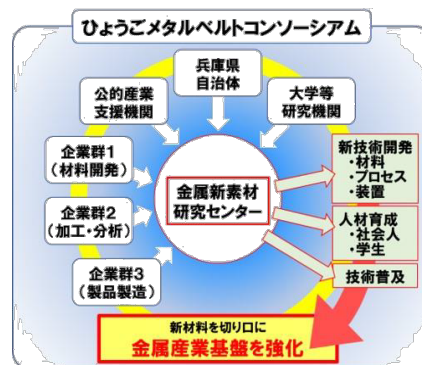 ひょうごメタルベルトコンソーシアム
兵庫県
自治体
公的産業
支援機関
大学等
研究機関
企業群1
（材料開発）
企業群2
（加工・分析）
企業群3
（製品製造）
金属新素材
研究センター
新技術開発
・材料
・プロセス
・装置
人材育成
・社会人
・学生
技術普及
新材料を切り口に
金属産業基盤を強化